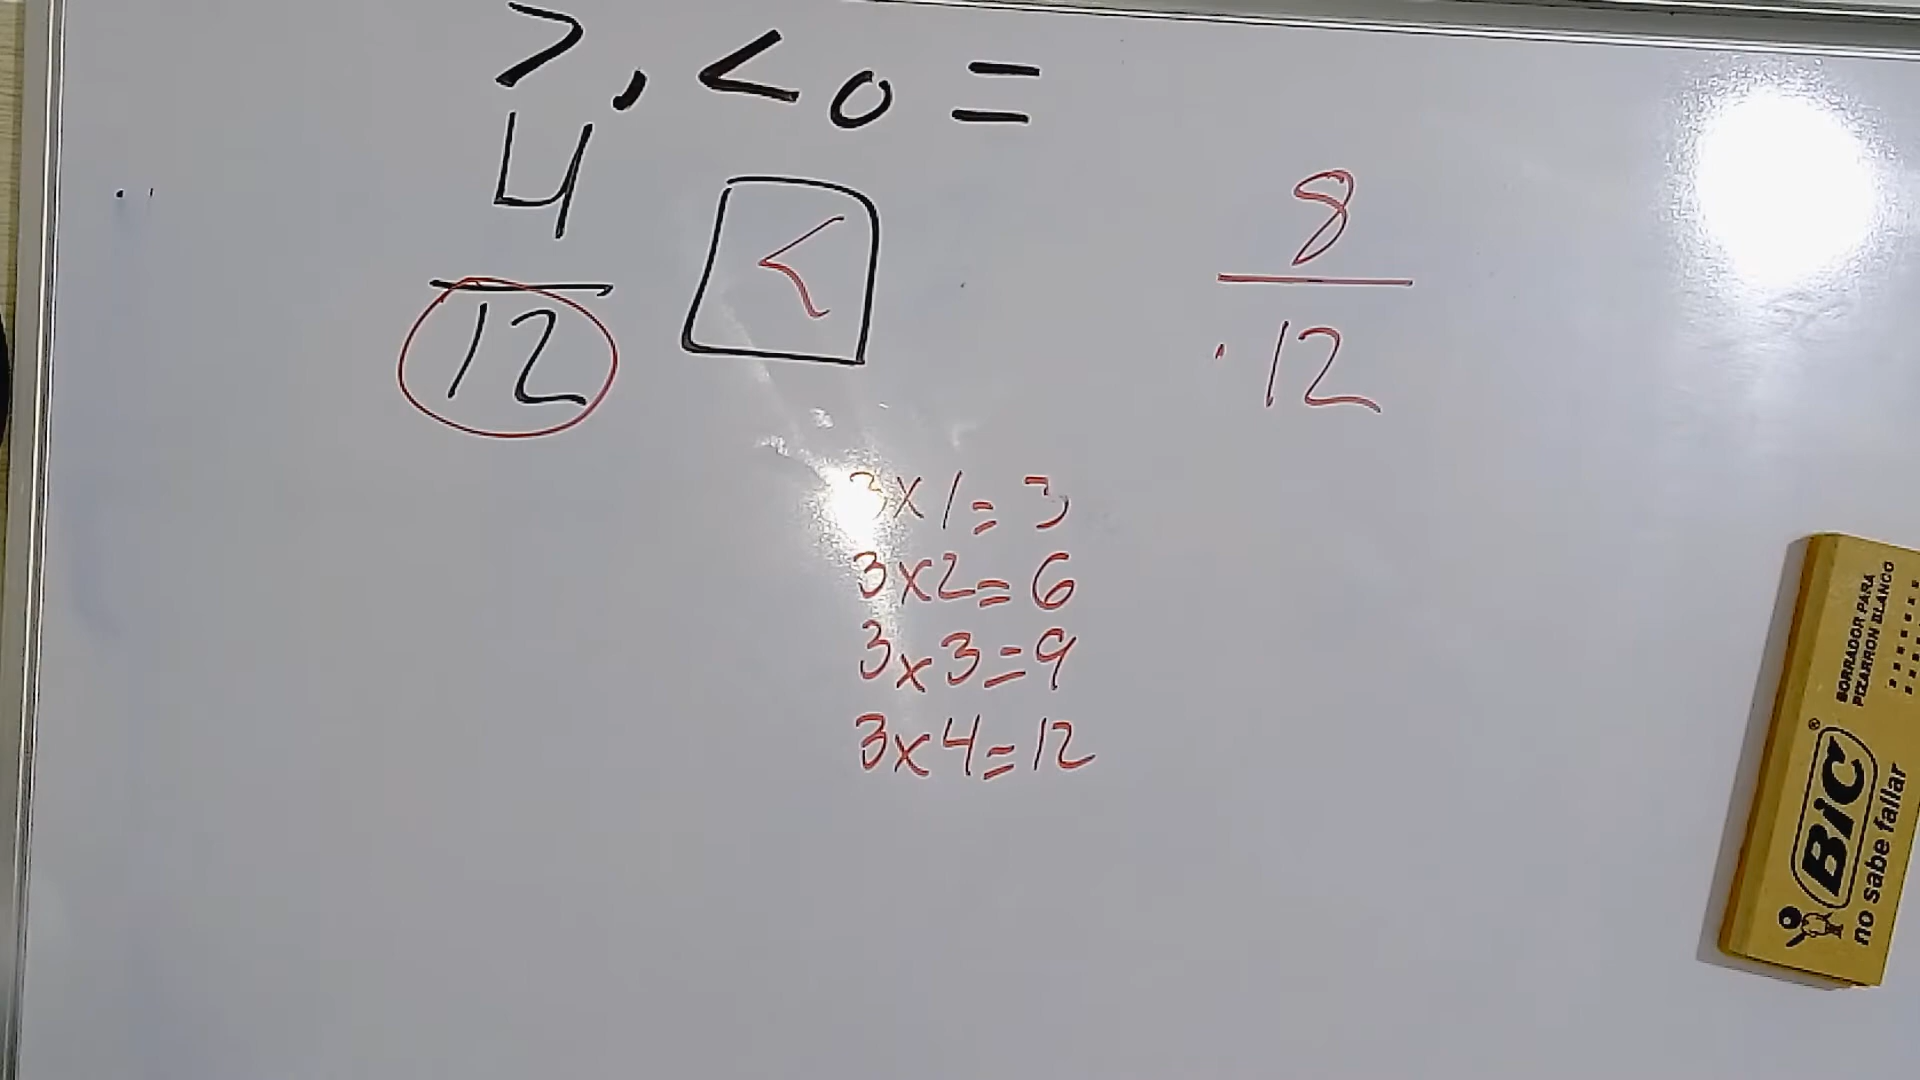 >, < o =
4/12 < 8/12
3x1=3
3x2=6
3x3=9
3x4=12
BORRADOR PARA
PIZARRON BLANCO
BIC®
no sabe fallar